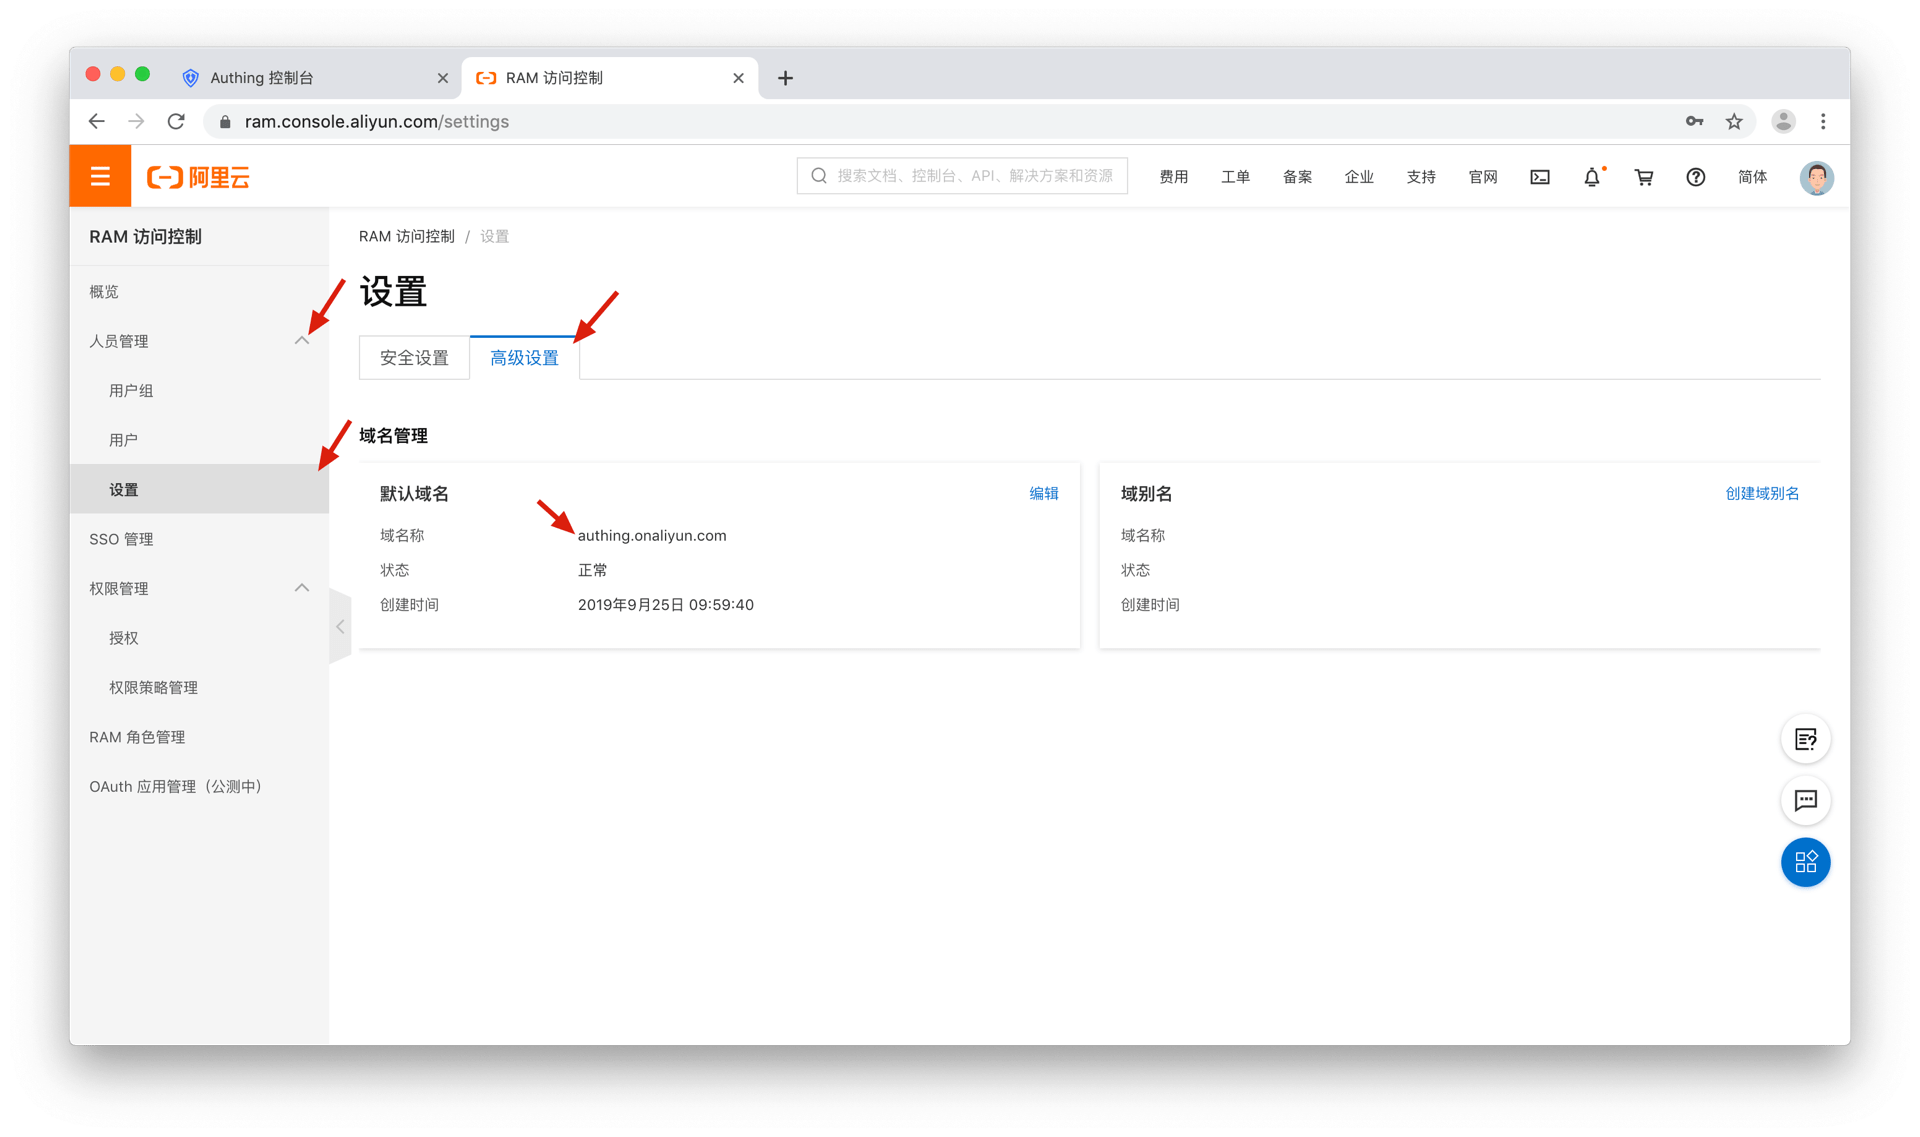 Authing 控制台
RAM 访问控制
ram.console.aliyun.com/settings
阿里云
搜索文档、控制台、API、解决方案和资源
费用
工单
备案
企业
支持
官网
简体
RAM 访问控制
概览
人员管理
用户组
用户
设置
SSO 管理
权限管理
授权
权限策略管理
RAM 角色管理
OAuth 应用管理（公测中）
RAM 访问控制 / 设置
设置
安全设置
高级设置
域名管理
默认域名
编辑
域名称
authing.onaliyun.com
状态
正常
创建时间
2019年9月25日 09:59:40
域别名
创建域别名
域名称
状态
创建时间